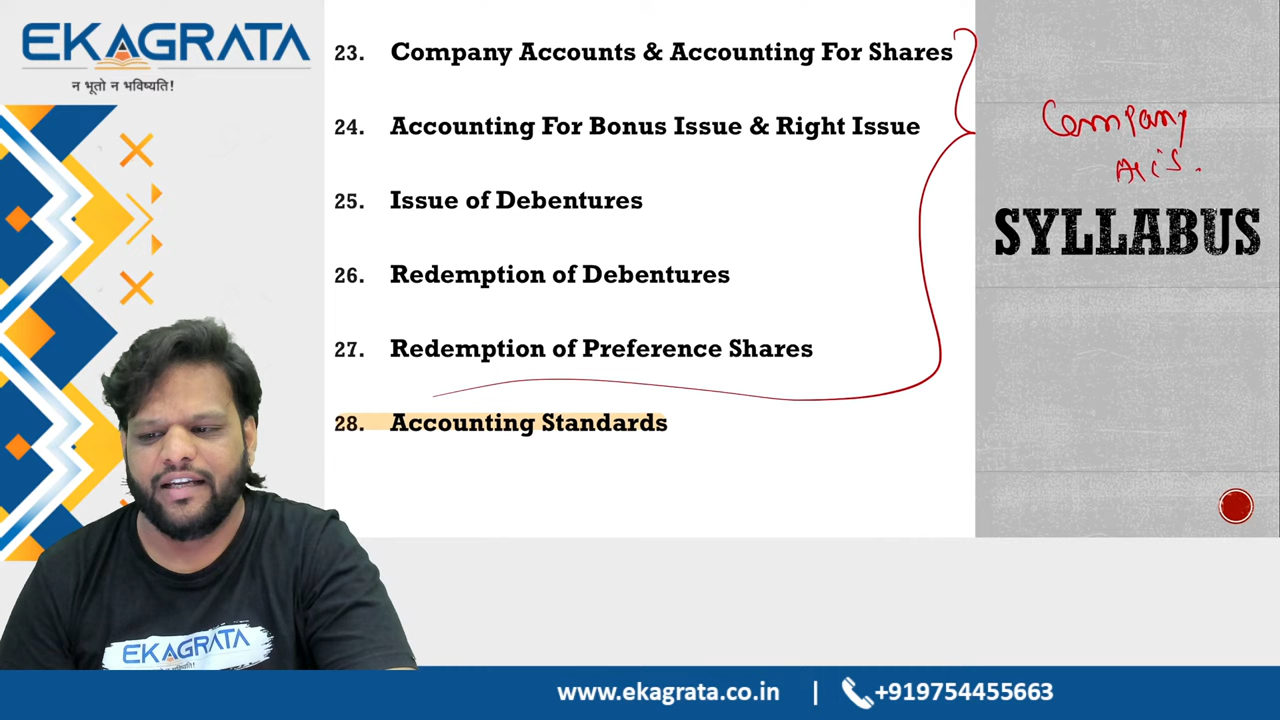 EKAGRATA
न भूतो न भविष्यति!
23. Company Accounts & Accounting For Shares
24. Accounting For Bonus Issue & Right Issue
25. Issue of Debentures
26. Redemption of Debentures
27. Redemption of Preference Shares
28. Accounting Standards
Company
SYLLABUS
EKAGRATA
www.ekagrata.co.in | +919754455663